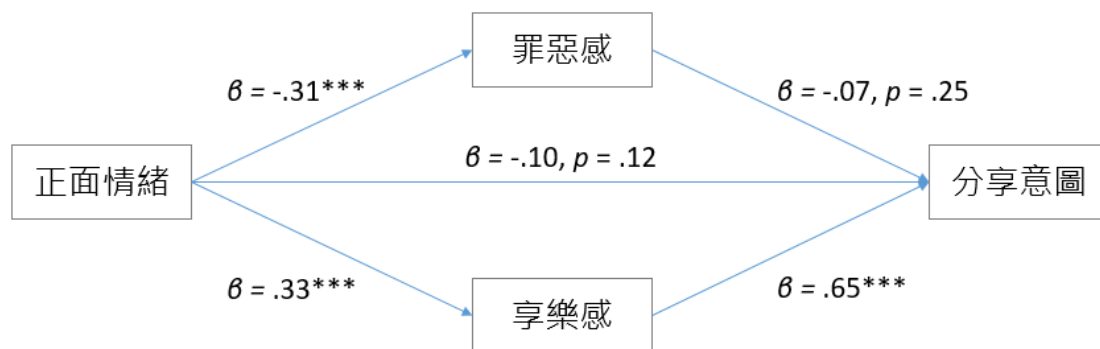 罪惡感
β = -.31***
β = -.07, p = .25
β = -.10, p = .12
正面情緒
分享意圖
β = .33***
β = .65***
享樂感